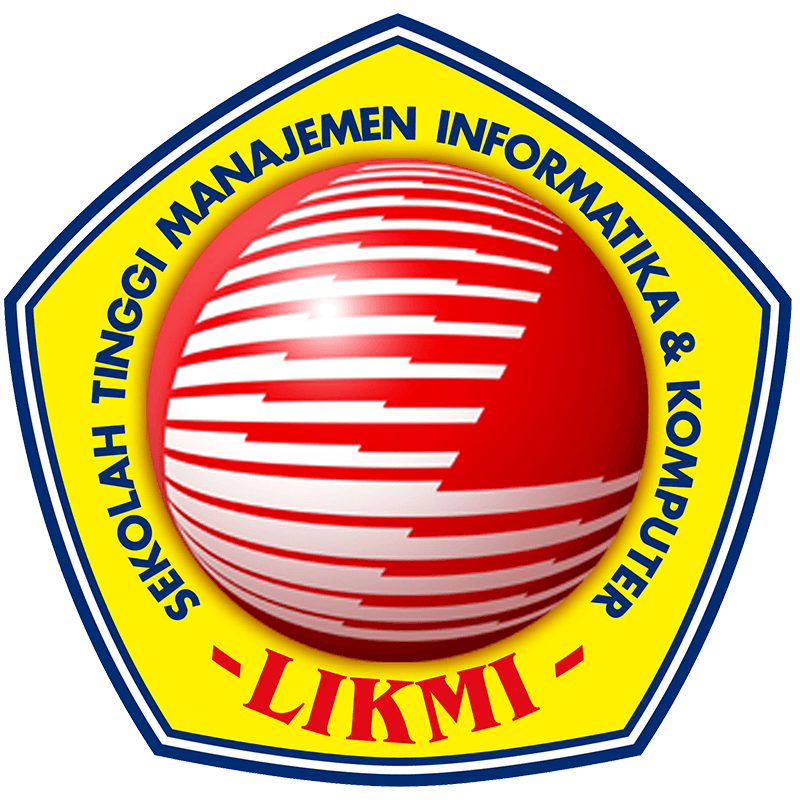 SEKOLAH TINGGI MANAJEMEN INFORMATIKA & KOMPUTER
- LIKMI -